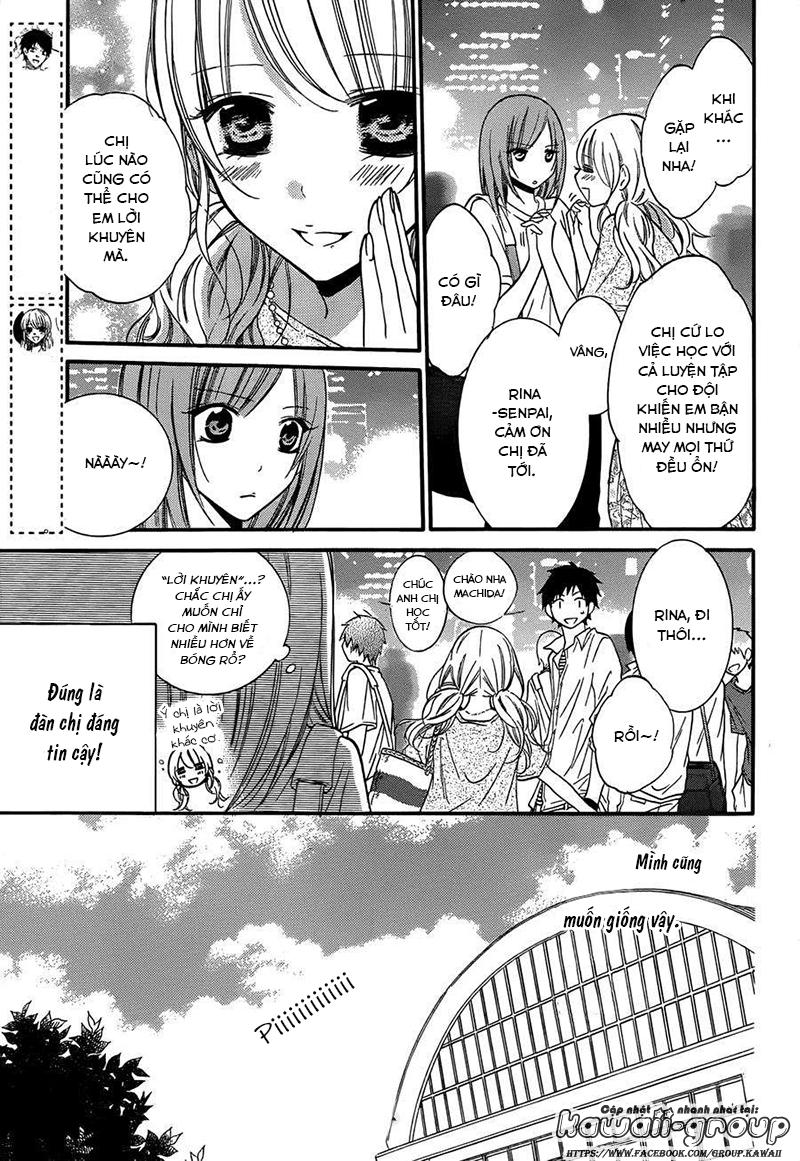 KHI
KHÁC
...
GẶP
LẠI
NHA!
CÓ GÌ
ĐÂU!
VÂNG,
RINA
-SENPAI,
CẢM ƠN
CHỊ ĐÃ
TỚI.
CHỊ CỨ LO
VIỆC HỌC VỚI
CẢ LUYỆN TẬP
CHO ĐỘI
KHIẾN EM BẬN
NHIỀU NHƯNG
MAY MỌI THỨ
ĐỀU ỔN!
CHỊ
LÚC NÀO
CŨNG CÓ
THỂ CHO
EM LỜI
KHUYÊN
MÀ.
NÀÀÀY~!
RINA, ĐI
THÔI...
RỒI~!
CHÀO NHA
MACHIDA!
CHÚC
ANH CHỊ
HỌC
TỐT!
"LỜI KHUYÊN"...?
CHẮC CHỊ ẤY
MUỐN CHỈ
CHO MÌNH BIẾT
NHIỀU HƠN VỀ
BÓNG RỔ?
Ý chị là lời
khuyên
khác cơ.
Đúng là
đàn chị đáng
tin cậy!
Mình cũng
muốn giống vậy.
Piiiiiiiiiiiiii
Cập nhật nhanh nhất tại:
kawaii-group
HTTPS://WWW.FACEBOOK.COM/GROUP.KAWAII